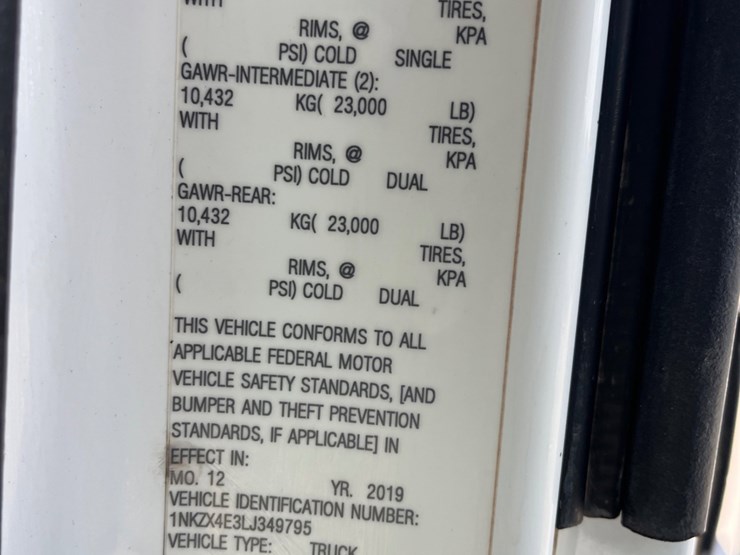 WITH TIRES,
RIMS, @ KPA
( PSI) COLD SINGLE
GAWR-INTERMEDIATE (2):
10,432 KG( 23,000 LB)
WITH TIRES,
RIMS, @ KPA
( PSI) COLD DUAL
GAWR-REAR:
10,432 KG( 23,000 LB)
WITH TIRES,
RIMS, @ KPA
( PSI) COLD DUAL
THIS VEHICLE CONFORMS TO ALL
APPLICABLE FEDERAL MOTOR
VEHICLE SAFETY STANDARDS, [AND
BUMPER AND THEFT PREVENTION
STANDARDS, IF APPLICABLE] IN
EFFECT IN:
MO. 12 YR. 2019
VEHICLE IDENTIFICATION NUMBER:
1NKZX4E3LJ349795
VEHICLE TYPE: TRUCK